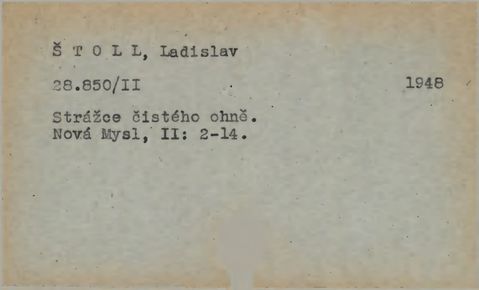 Š T O L L, Ladislav
28.850/II 1948
Strážce čistého ohně.
Nová Mysl, II: 2-14.